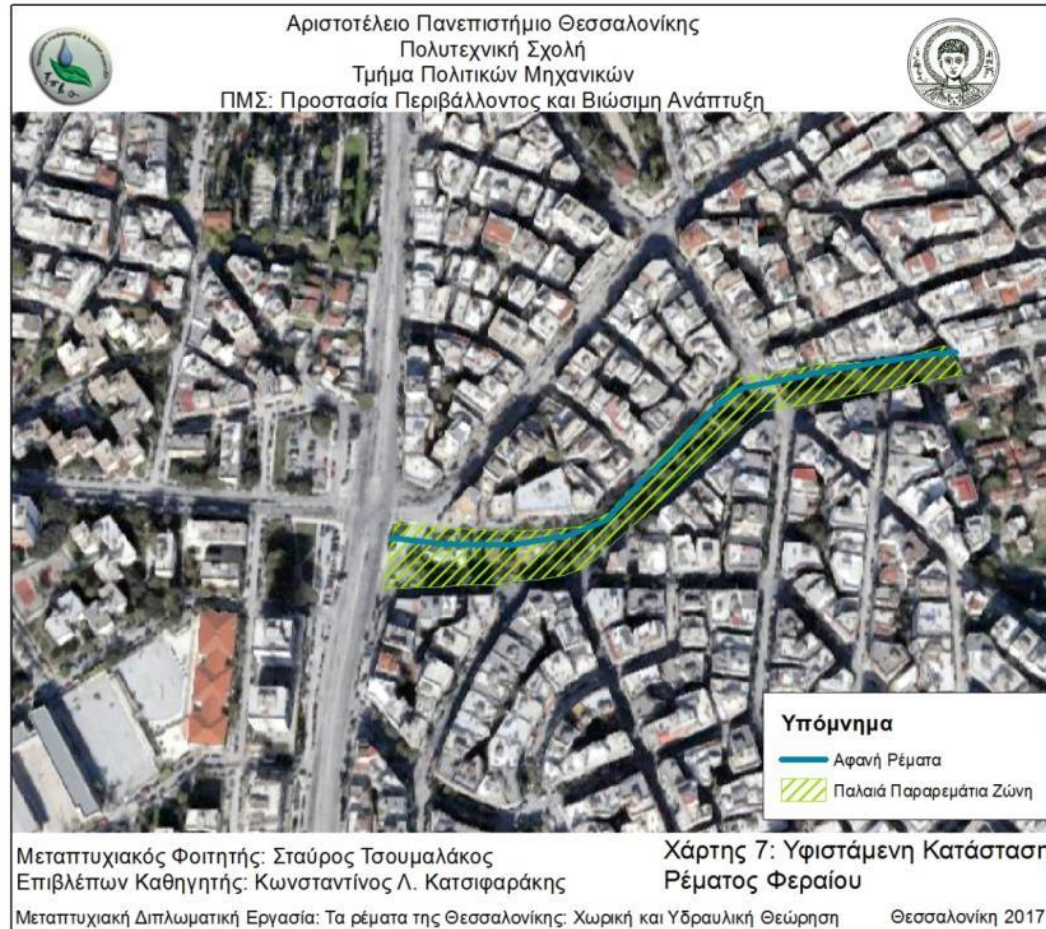 Αριστοτέλειο Πανεπιστήμιο Θεσσαλονίκης
Πολυτεχνική Σχολή
Τμήμα Πολιτικών Μηχανικών
ΠΜΣ: Προστασία Περιβάλλοντος και Βιώσιμη Ανάπτυξη
Υπόμνημα
Αφανή Ρέματα
Παλαιά Παραρεμάτια Ζώνη
Μεταπτυχιακός Φοιτητής: Σταύρος Τσουμαλάκος
Επιβλέπων Καθηγητής: Κωνσταντίνος Λ. Κατσιφαράκης
Χάρτης 7: Υφιστάμενη Κατάσταση
Ρέματος Φεραίου
Μεταπτυχιακή Διπλωματική Εργασία: Τα ρέματα της Θεσσαλονίκης: Χωρική και Υδραυλική Θεώρηση
Θεσσαλονίκη 2017